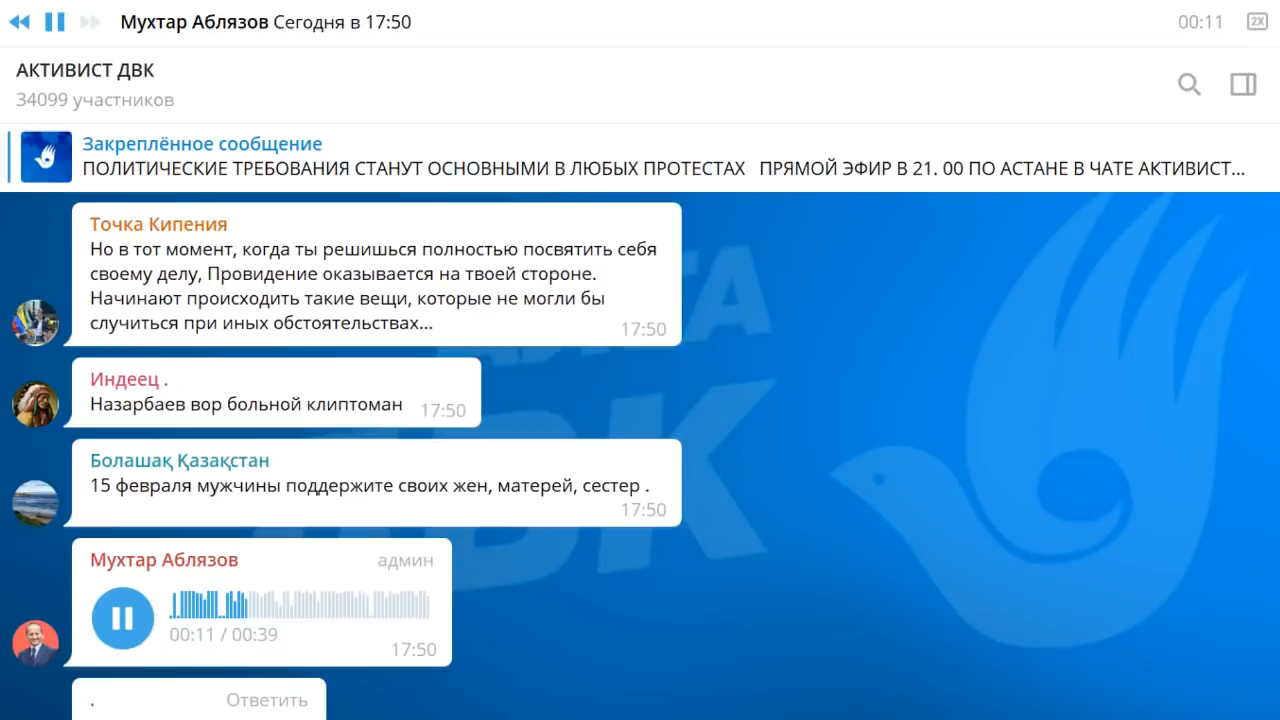 Мухтар Аблязов Сегодня в 17:50
00:11
2X
АКТИВИСТ ДВК
34099 участников
Закреплённое сообщение
ПОЛИТИЧЕСКИЕ ТРЕБОВАНИЯ СТАНУТ ОСНОВНЫМИ В ЛЮБЫХ ПРОТЕСТАХ ПРЯМОЙ ЭФИР В 21. 00 ПО АСТАНЕ В ЧАТЕ АКТИВИСТ...
Точка Кипения
Но в тот момент, когда ты решишься полностью посвятить себя
своему делу, Провидение оказывается на твоей стороне.
Начинают происходить такие вещи, которые не могли бы
случиться при иных обстоятельствах...
17:50
Индеец .
Назарбаев вор больной клиптоман
17:50
Болашақ Қазақстан
15 февраля мужчины поддержите своих жен, матерей, сестер .
17:50
Мухтар Аблязов админ
00:11 / 00:39
17:50
. Ответить
ДВК